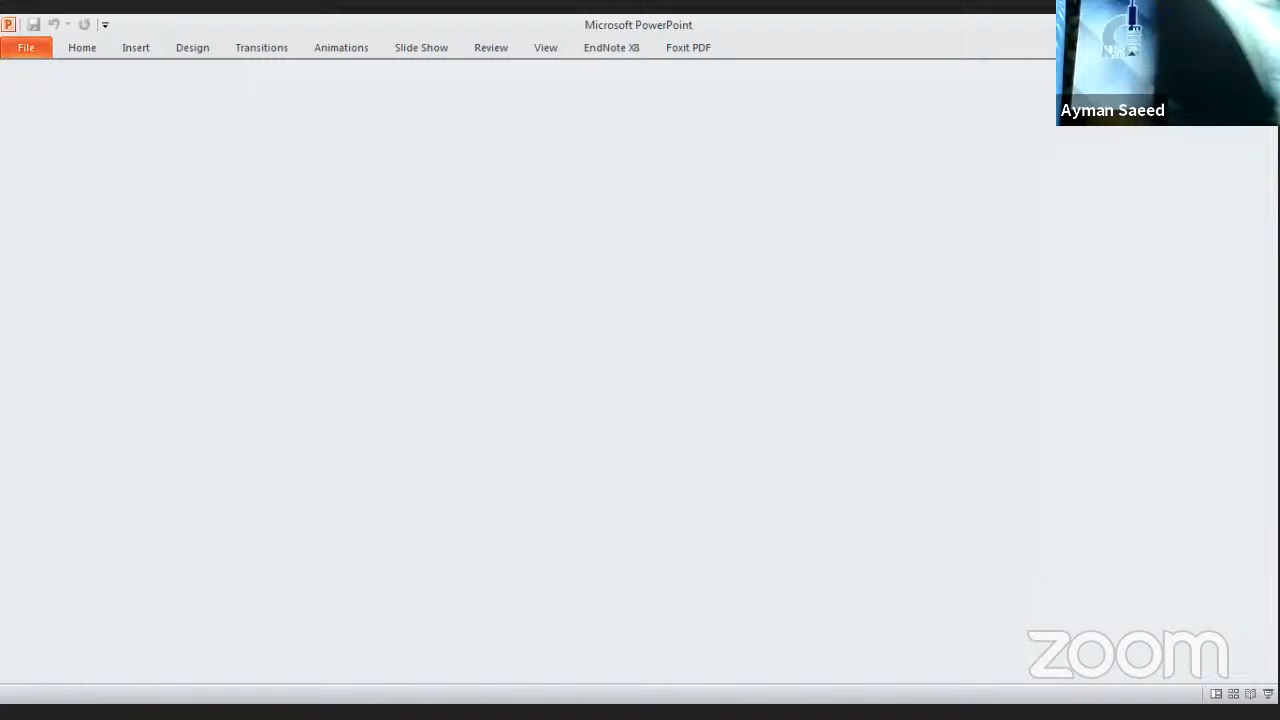 Microsoft PowerPoint
File Home Insert Design Transitions Animations Slide Show Review View EndNote X8 Foxit PDF
Ayman Saeed
zoom